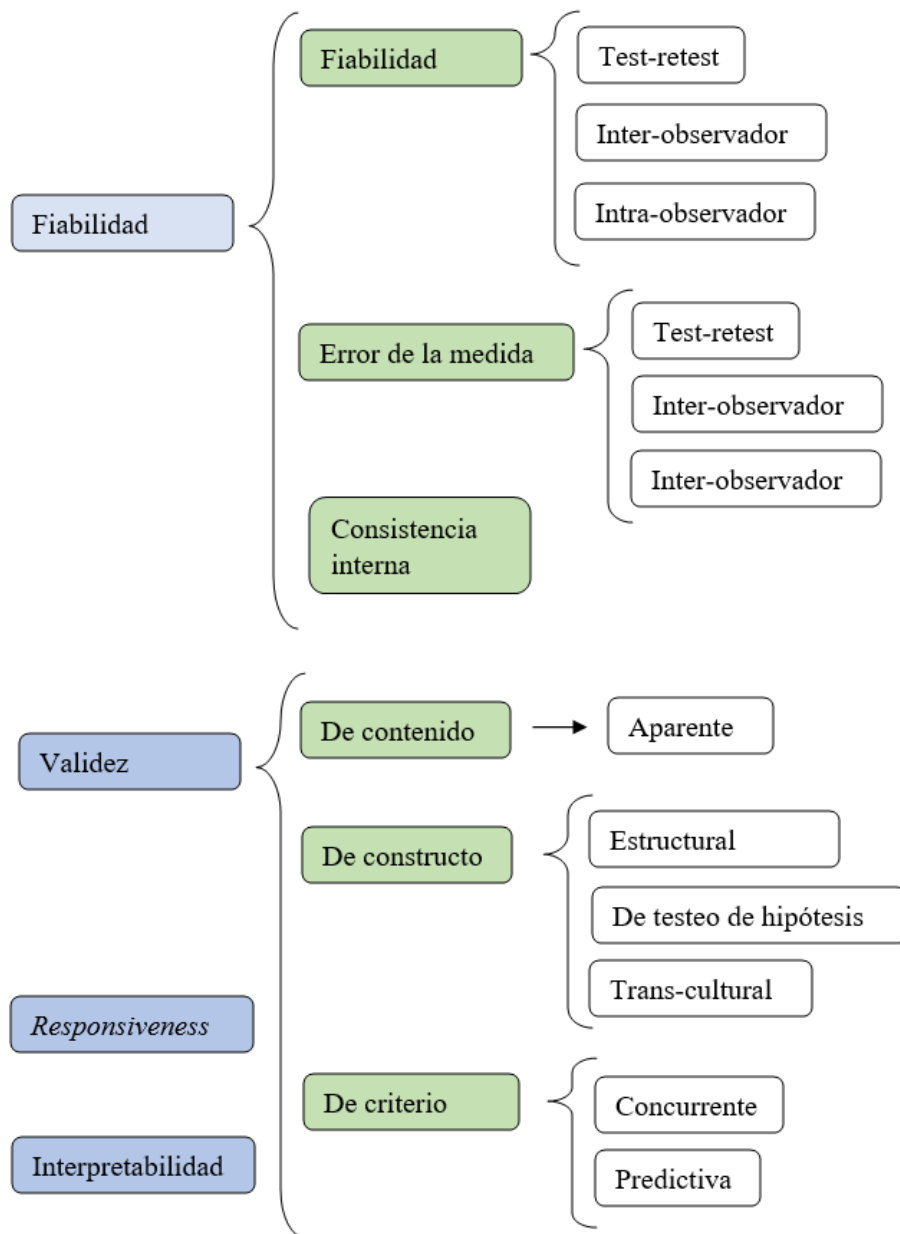 Fiabilidad
Fiabilidad
Test-retest
Inter-observador
Intra-observador
Error de la medida
Test-retest
Inter-observador
Inter-observador
Consistencia
interna
Validez
De contenido
Aparente
De constructo
Estructural
De testeo de hipótesis
Trans-cultural
De criterio
Concurrente
Predictiva
Responsiveness
Interpretabilidad